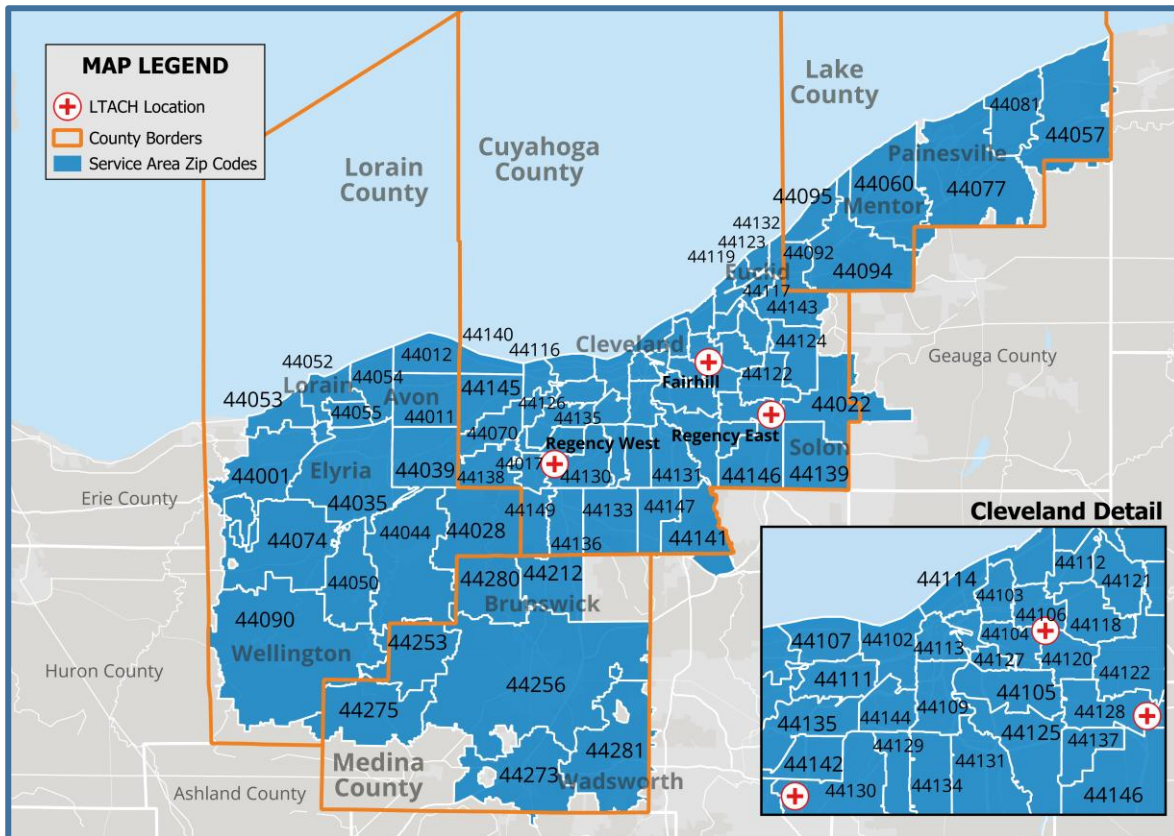 MAP LEGEND
LTACH Location
County Borders
Service Area Zip Codes
Lake
County
Cuyahoga
County
Lorain
County
44081
44057
Painesville
44077
44060
Mentor
44095
44132
44123
44119
44092
Euclid
44094
44117
44143
44140
44116
Cleveland
44124
Geauga County
44052
44012
44054
Lorain
44053
Avon
44055
44011
44145
44126
44135
Fairhill
44122
44022
44070
Regency West
Regency East
Solon
44001
Elyria
44039
44138
44017
44130
44131
44146
44139
Erie County
44035
44074
44044
44028
44149
44133
44147
44136
44141
44050
44280
44212
Brunswick
44090
Wellington
44253
Huron County
44256
44275
Medina
County
44281
44273
Wadsworth
Ashland County
Cleveland Detail
44112
44114
44103
44121
44106
44107
44102
44104
44118
44113
44127
44120
44111
44122
44105
44109
44128
44135
44144
44125
44137
44129
44142
44131
44130
44134
44146